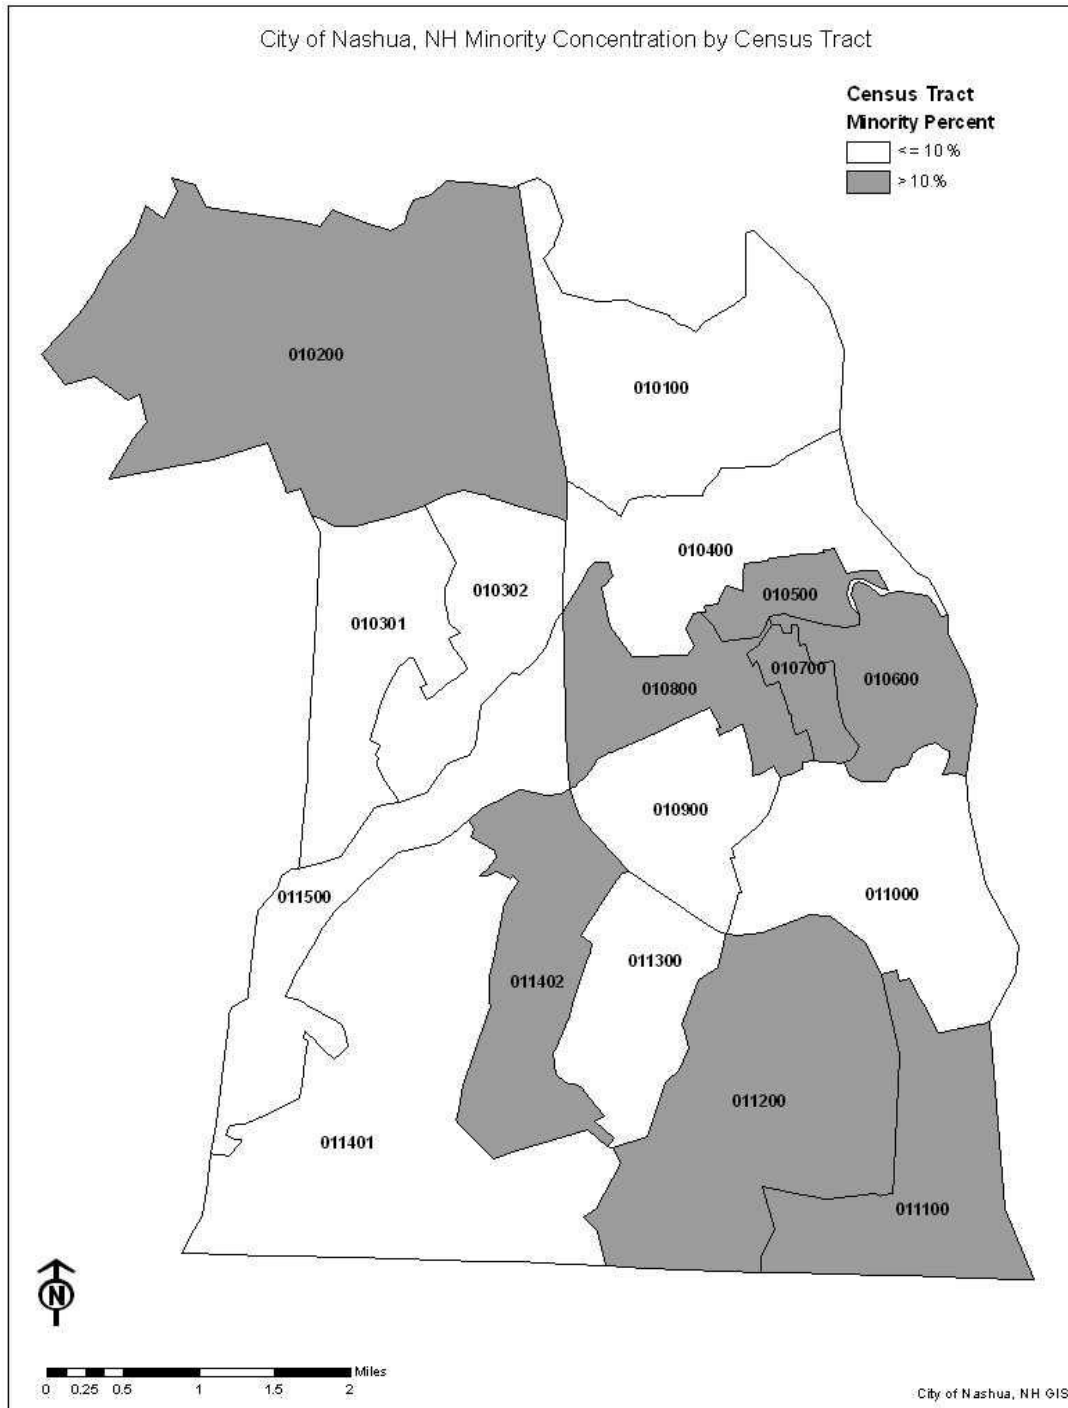 City of Nashua, NH Minority Concentration by Census Tract
Census Tract
Minority Percent
<= 10 %
> 10 %
010200
010100
010400
010302
010500
010301
010700
010600
010800
010900
011500
011000
011300
011402
011200
011401
011100
N
Miles
0 0.25 0.5 1 1.5 2
City of Nashua, NH GIS